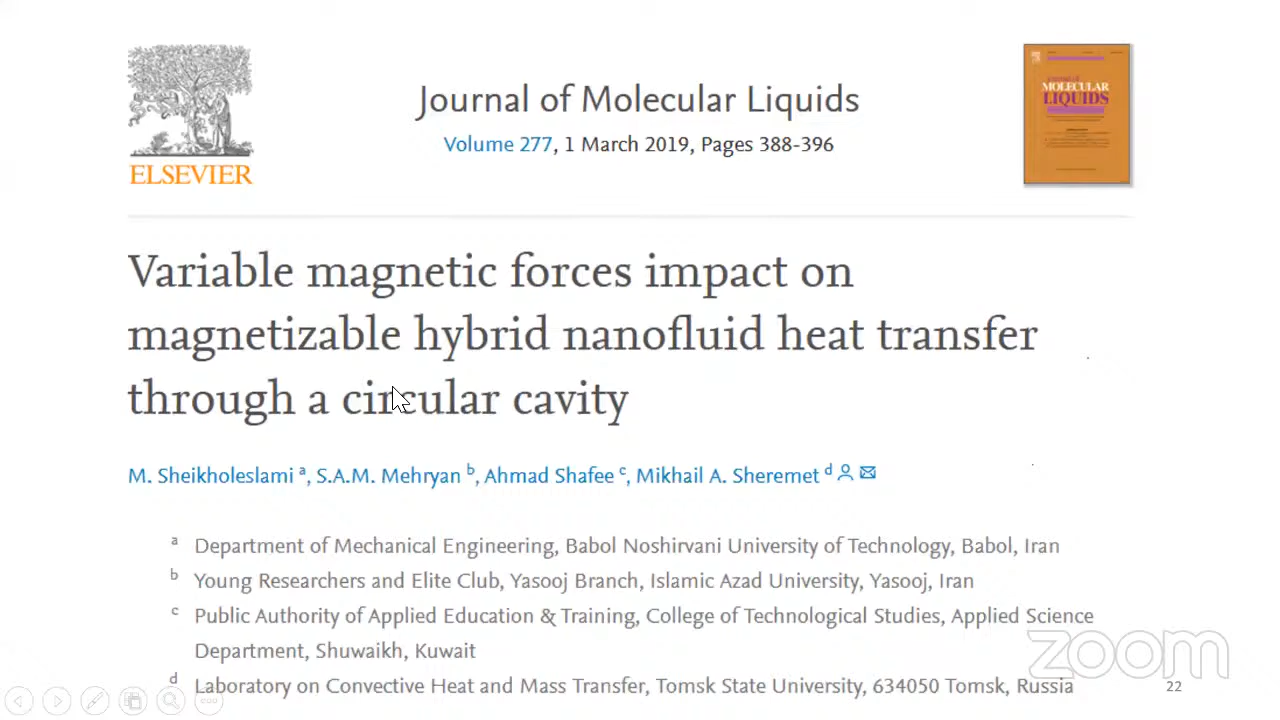 ELSEVIER
Journal of Molecular Liquids
Volume 277, 1 March 2019, Pages 388-396
MOLECULAR
LIQUIDS
Variable magnetic forces impact on
magnetizable hybrid nanofluid heat transfer
through a circular cavity
M. Sheikholeslami a, S.A.M. Mehryan b, Ahmad Shafee c, Mikhail A. Sheremet d
a Department of Mechanical Engineering, Babol Noshirvani University of Technology, Babol, Iran
b Young Researchers and Elite Club, Yasooj Branch, Islamic Azad University, Yasooj, Iran
c Public Authority of Applied Education & Training, College of Technological Studies, Applied Science
Department, Shuwaikh, Kuwait
d Laboratory on Convective Heat and Mass Transfer, Tomsk State University, 634050 Tomsk, Russia
zoom
22